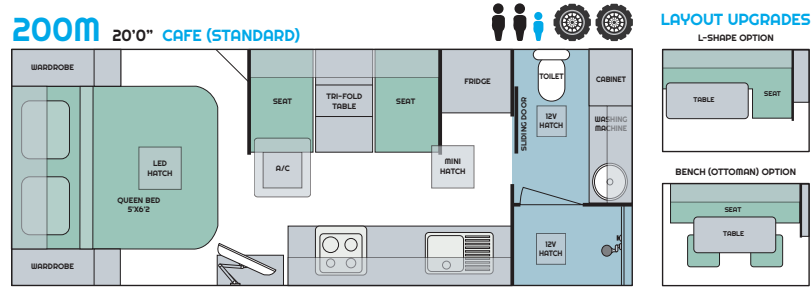 200M 20'0" CAFE (STANDARD)
LAYOUT UPGRADES
L-SHAPE OPTION
WARDROBE
SEAT
TRI-FOLD
TABLE
SEAT
FRIDGE
TOILET
CABINET
SLIDING DOOR
12V
HATCH
WASHING
MACHINE
LED
HATCH
A/C
MINI
HATCH
QUEEN BED
5'X6'2
WARDROBE
12V
HATCH
TABLE
SEAT
BENCH (OTTOMAN) OPTION
SEAT
TABLE